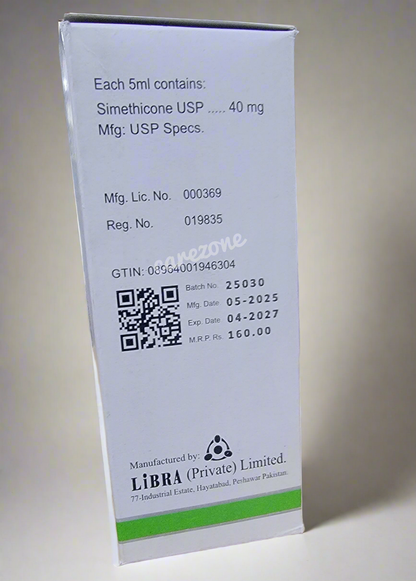 Each 5ml contains:
Simethicone USP ..... 40 mg
Mfg: USP Specs.
Mfg. Lic. No. 000369
Reg. No. 019835
carezone
GTIN: 08964001946304
Batch No. 25030
Mfg. Date 05-2025
Exp. Date 04-2027
M.R.P Rs. 160.00
Manufactured by:
LiBRA (Private) Limited.
77-Industrial Estate, Hayatabad, Peshawar Pakistan.